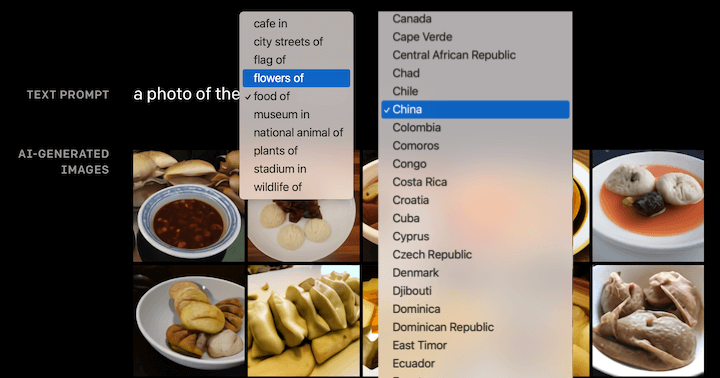 TEXT PROMPT
a photo of the
cafe in
city streets of
flag of
flowers of
✓ food of
museum in
national animal of
plants of
stadium in
wildlife of
Canada
Cape Verde
Central African Republic
Chad
Chile
✓ China
Colombia
Comoros
Congo
Costa Rica
Croatia
Cuba
Cyprus
Czech Republic
Denmark
Djibouti
Dominica
Dominican Republic
East Timor
Ecuador
AI-GENERATED
IMAGES